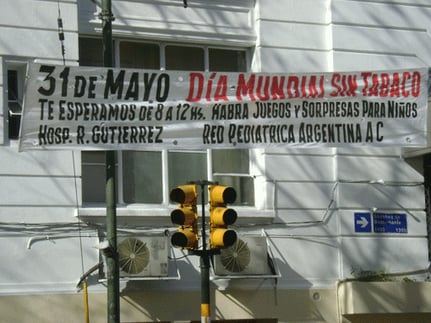 31 DE MAYO DÍA MUNDIAL SIN TABACO
TE ESPERAMOS DE 8 A 12 HS. HABRA JUEGOS Y SORPRESAS PARA NIÑOS
HOSP. R. GUTIERREZ RED PEDIATRICA ARGENTINA A C